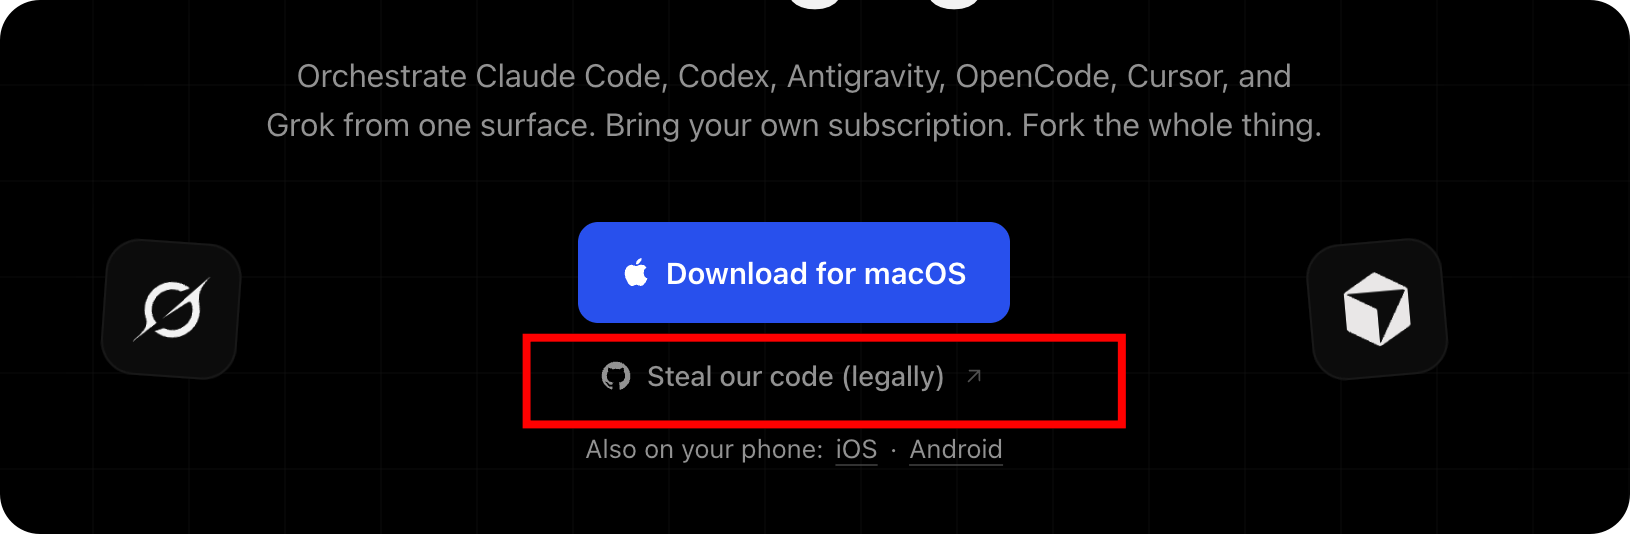 Orchestrate Claude Code, Codex, Antigravity, OpenCode, Cursor, and
Grok from one surface. Bring your own subscription. Fork the whole thing.
Download for macOS
Steal our code (legally)
Also on your phone: iOS · Android